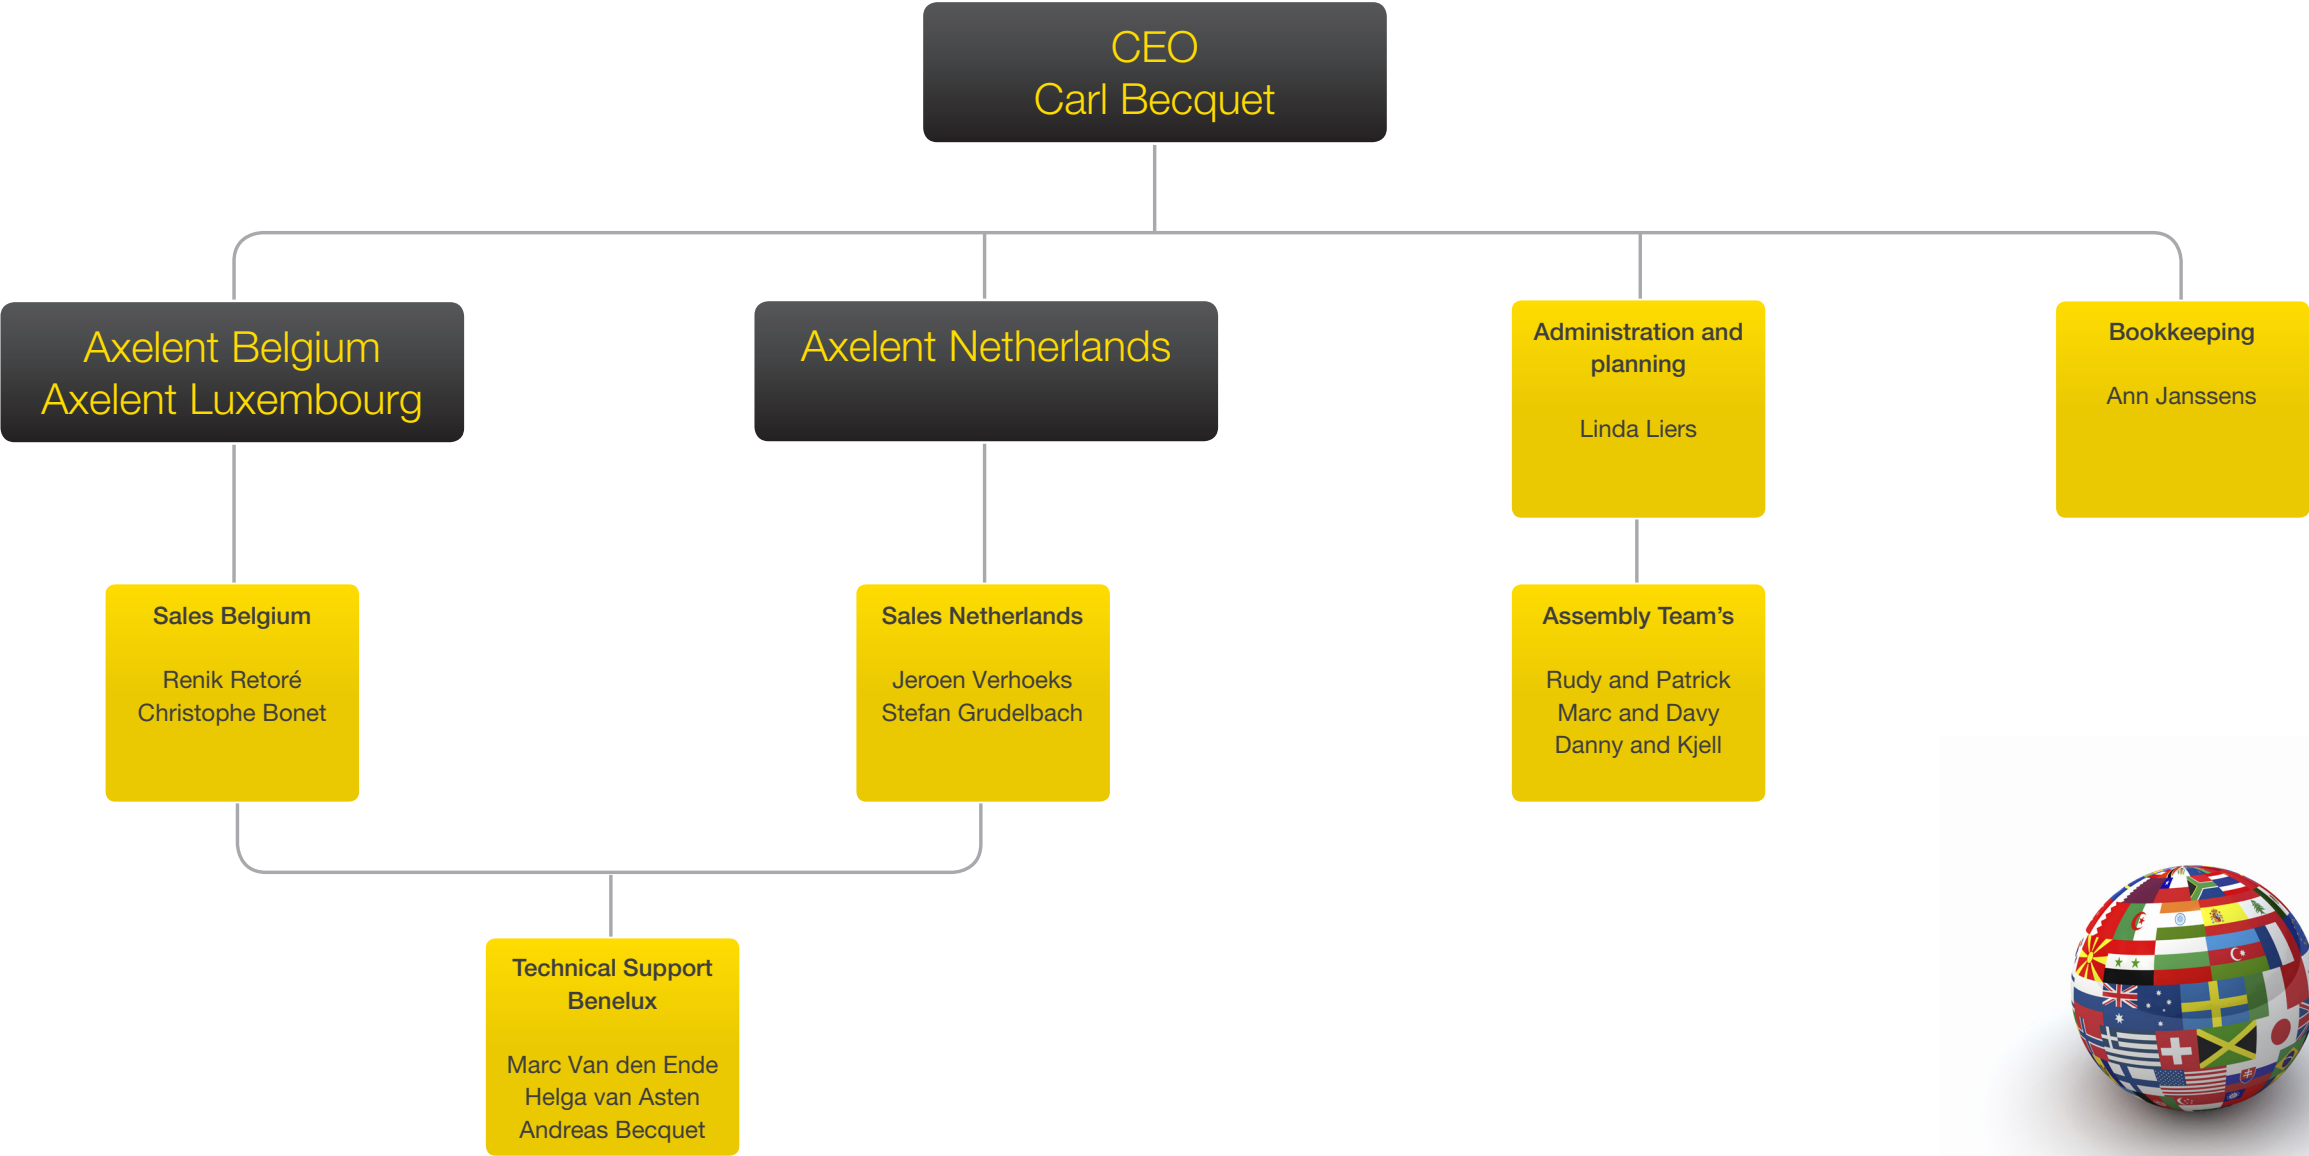 CEO
Carl Becquet
Axelent Belgium
Axelent Luxembourg
Axelent Netherlands
Administration and
planning
Linda Liers
Bookkeeping
Ann Janssens
Sales Belgium
Renik Retoré
Christophe Bonet
Sales Netherlands
Jeroen Verhoeks
Stefan Grudelbach
Assembly Team’s
Rudy and Patrick
Marc and Davy
Danny and Kjell
Technical Support
Benelux
Marc Van den Ende
Helga van Asten
Andreas Becquet